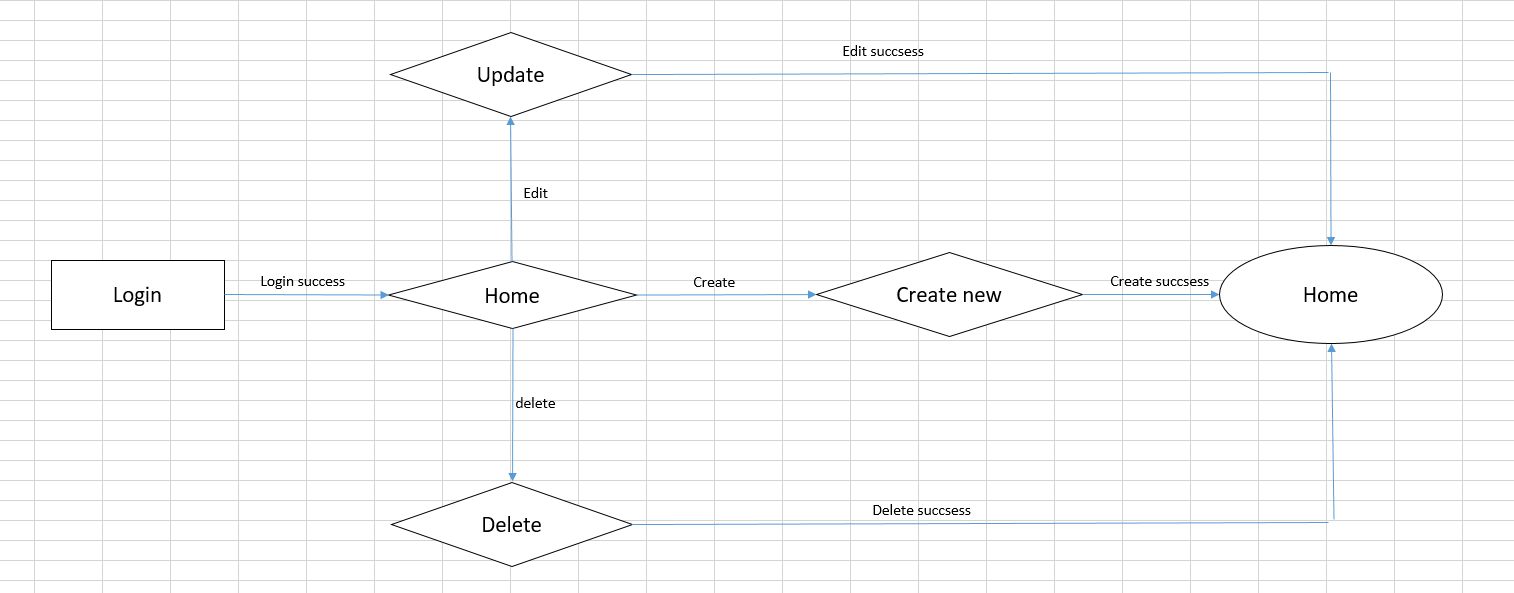 Edit succsess
Update
Edit
Login
Login success
Home
Create
Create new
Create succsess
Home
delete
Delete succsess
Delete